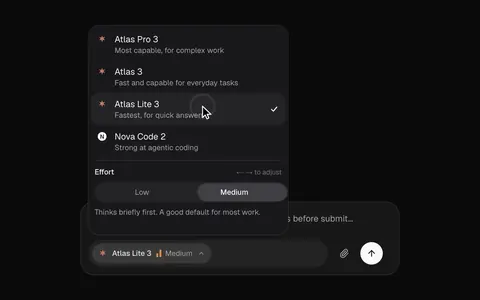 Atlas Pro 3
Most capable, for complex work
Atlas 3
Fast and capable for everyday tasks
Atlas Lite 3
Fastest, for quick answers
N Nova Code 2
Strong at agentic coding
Effort ←→ to adjust
Low Medium
Thinks briefly first. A good default for most work.
before submit...
Atlas Lite 3 Medium